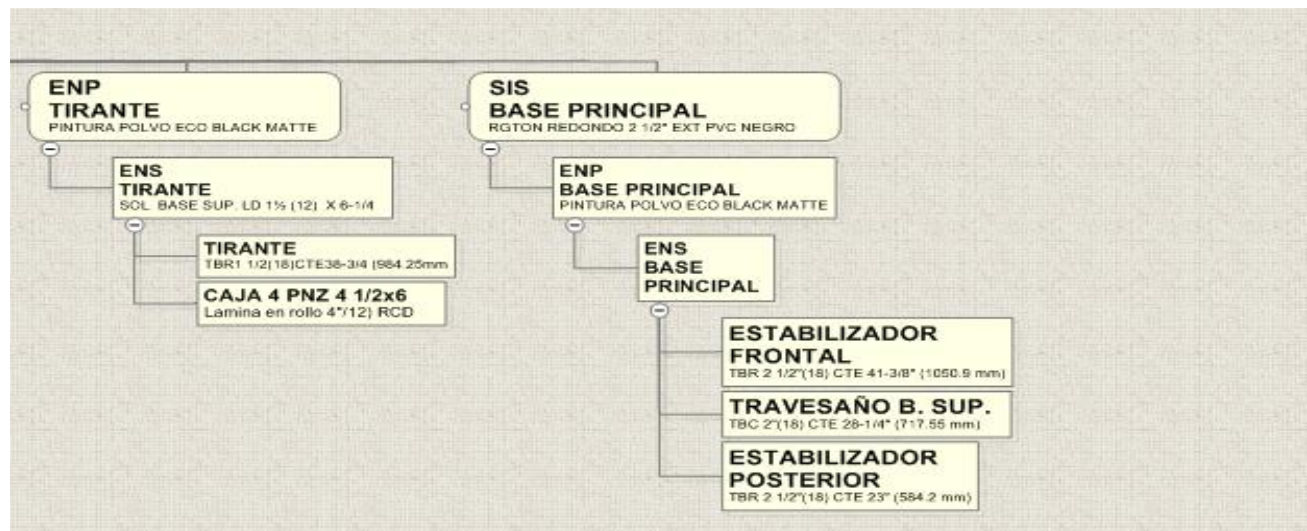 ENP
TIRANTE
PINTURA POLVO ECO BLACK MATTE
ENS
TIRANTE
SOL BASE SUP. LD 1½ (12) X 6-1/4
TIRANTE
TBR1 1/2(18)CTE38-3/4 (984.25mm
CAJA 4 PNZ 4 1/2x6
Lamina en rollo 4"/12) RCD
SIS
BASE PRINCIPAL
RGTON REDONDO 2 1/2" EXT PVC NEGRO
ENP
BASE PRINCIPAL
PINTURA POLVO ECO BLACK MATTE
ENS
BASE
PRINCIPAL
ESTABILIZADOR
FRONTAL
TBR 2 1/2"(18) CTE 41-3/8" (1050.9 mm)
TRAVESAÑO B. SUP.
TBC 2"(18) CTE 28-1/4" (717.55 mm)
ESTABILIZADOR
POSTERIOR
TBR 2 1/2"(18) CTE 23" (584.2 mm)